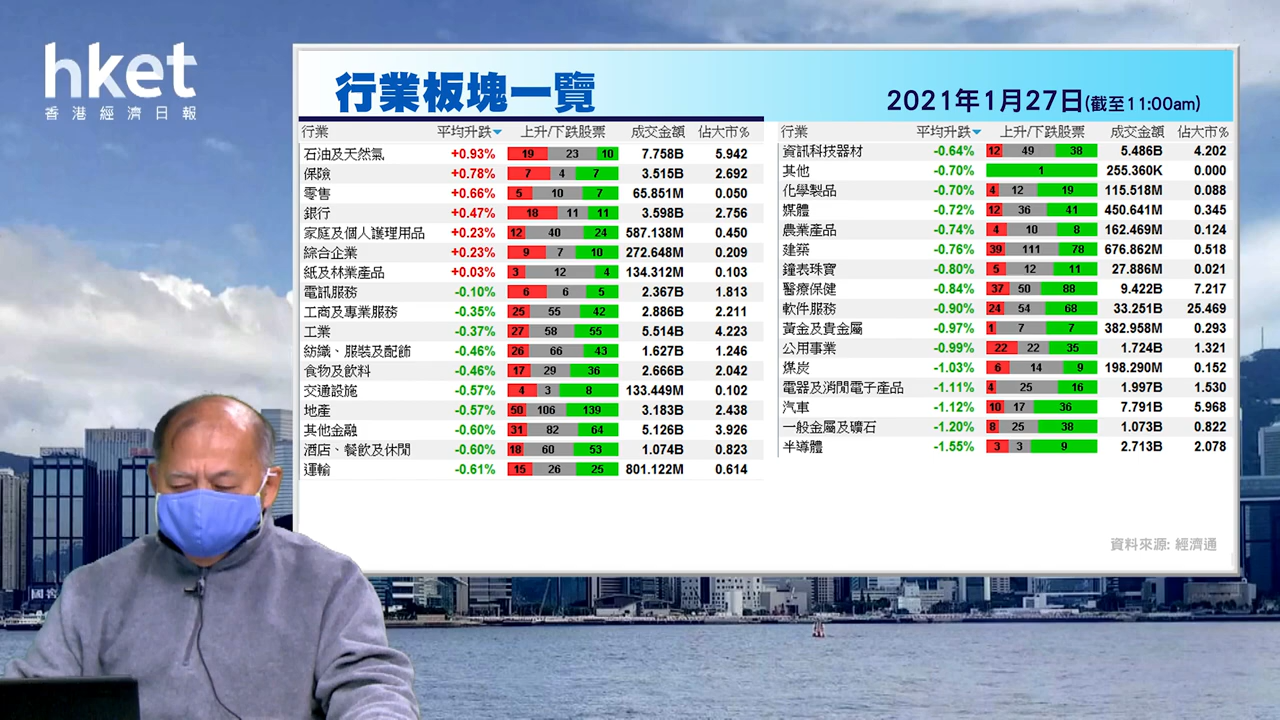 hket
香港經濟日報
行業板塊一覽
2021年1月27日(截至11:00am)
行業 平均升跌 上升/下跌股票 成交金額 佔大市%
石油及天然氣 +0.93% 19 23 10 7.758B 5.942
保險 +0.78% 7 4 7 3.515B 2.692
零售 +0.66% 5 10 7 65.851M 0.050
銀行 +0.47% 18 11 11 3.598B 2.756
家庭及個人護理用品 +0.23% 12 40 24 587.138M 0.450
綜合企業 +0.23% 9 7 10 272.648M 0.209
紙及林業產品 +0.03% 3 12 4 134.312M 0.103
電訊服務 -0.10% 6 6 5 2.367B 1.813
工商及專業服務 -0.35% 25 55 42 2.886B 2.211
工業 -0.37% 27 58 55 5.514B 4.223
紡織、服裝及配飾 -0.46% 26 66 43 1.627B 1.246
食物及飲料 -0.46% 17 29 36 2.666B 2.042
交通設施 -0.57% 4 3 8 133.449M 0.102
地產 -0.57% 50 106 139 3.183B 2.438
其他金融 -0.60% 31 82 64 5.126B 3.926
酒店、餐飲及休閒 -0.60% 18 60 53 1.074B 0.823
運輸 -0.61% 15 26 25 801.122M 0.614
行業 平均升跌 上升/下跌股票 成交金額 佔大市%
資訊科技器材 -0.64% 12 49 38 5.486B 4.202
其他 -0.70% 1 255.360K 0.000
化學製品 -0.70% 4 12 19 115.518M 0.088
媒體 -0.72% 12 36 41 450.641M 0.345
農業產品 -0.74% 4 10 8 162.469M 0.124
建築 -0.76% 39 111 78 676.862M 0.518
鐘表珠寶 -0.80% 5 12 11 27.886M 0.021
醫療保健 -0.84% 37 50 88 9.422B 7.217
軟件服務 -0.90% 24 54 68 33.251B 25.469
黃金及貴金屬 -0.97% 1 7 7 382.958M 0.293
公用事業 -0.99% 22 22 35 1.724B 1.321
煤炭 -1.03% 6 14 9 198.290M 0.152
電器及消閒電子產品 -1.11% 4 25 16 1.997B 1.530
汽車 -1.12% 10 17 36 7.791B 5.968
一般金屬及礦石 -1.20% 8 25 38 1.073B 0.822
半導體 -1.55% 3 3 9 2.713B 2.078
資料來源: 經濟通